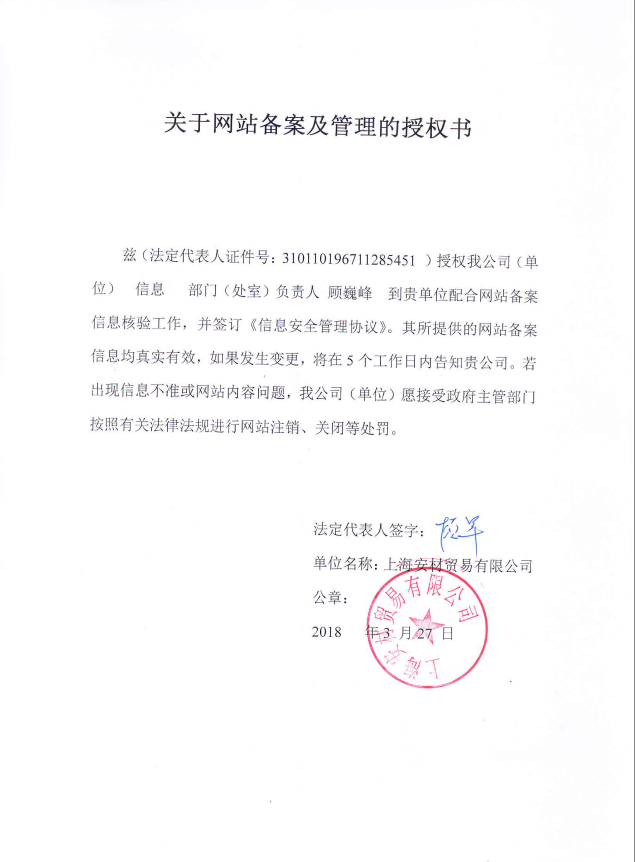 关于网站备案及管理的授权书
兹（法定代表人证件号：310110196711285451 ）授权我公司（单
位） 信息 部门（处室）负责人 顾巍峰 到贵单位配合网站备案
信息核验工作，并签订《信息安全管理协议》。其所提供的网站备案
信息均真实有效，如果发生变更，将在 5 个工作日内告知贵公司。若
出现信息不准或网站内容问题，我公司（单位）愿接受政府主管部门
按照有关法律法规进行网站注销、关闭等处罚。
法定代表人签字：
单位名称：上海安材贸易有限公司
公章：
2018 年 3 月 27 日
上海安材贸易有限公司